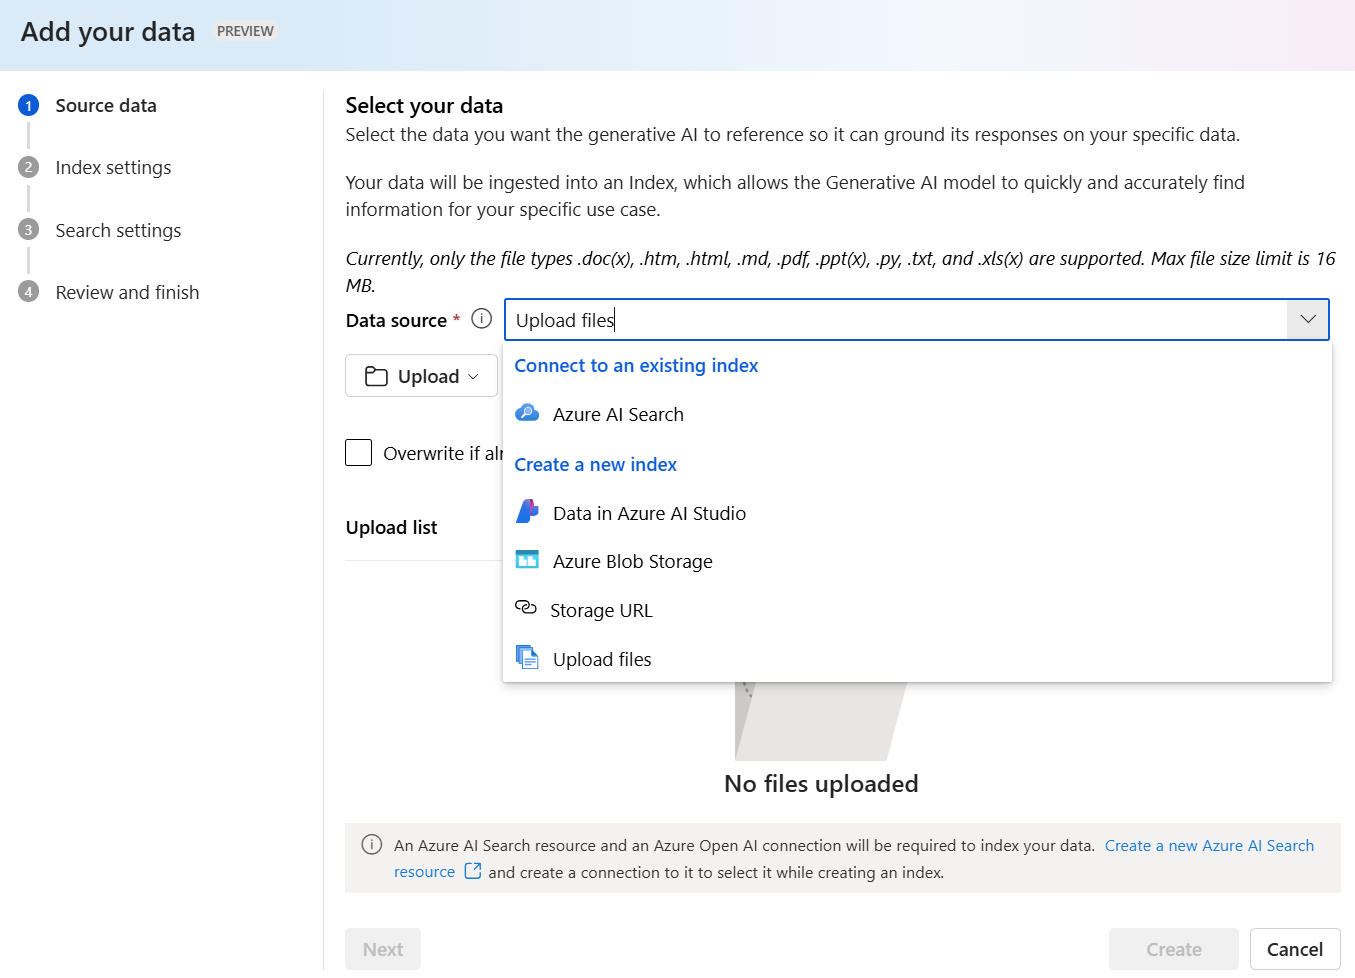 Add your data PREVIEW
1 Source data
2 Index settings
3 Search settings
4 Review and finish
Select your data
Select the data you want the generative AI to reference so it can ground its responses on your specific data.
Your data will be ingested into an Index, which allows the Generative AI model to quickly and accurately find
information for your specific use case.
Currently, only the file types .doc(x), .htm, .html, .md, .pdf, .ppt(x), .py, .txt, and .xls(x) are supported. Max file size limit is 16
MB.
Data source * Upload files
Upload
Connect to an existing index
Azure AI Search
Overwrite if
Create a new index
Data in Azure AI Studio
Upload list
Azure Blob Storage
Storage URL
Upload files
No files uploaded
An Azure AI Search resource and an Azure Open AI connection will be required to index your data. Create a new Azure AI Search
resource and create a connection to it to select it while creating an index.
Next
Create
Cancel